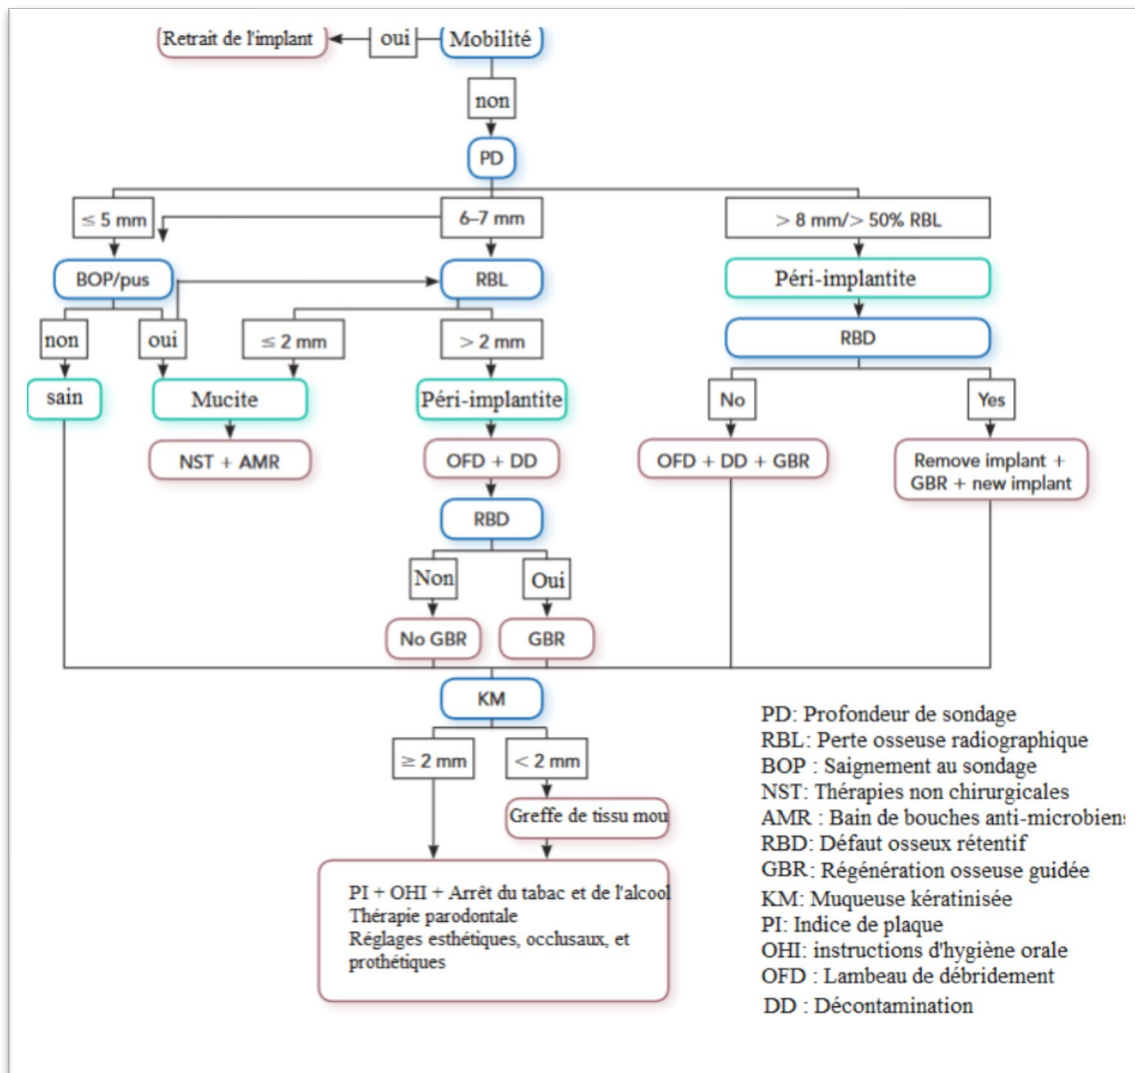 Retrait de l'implant
oui
Mobilité
non
PD
≤ 5 mm
6–7 mm
> 8 mm/> 50% RBL
BOP/pus
RBL
Péri-implantite
non
oui
≤ 2 mm
> 2 mm
RBD
sain
Mucite
Péri-implantite
No
Yes
NST + AMR
OFD + DD
OFD + DD + GBR
Remove implant +
GBR + new implant
RBD
Non
Oui
No GBR
GBR
KM
≥ 2 mm
< 2 mm
Greffe de tissu mou
PI + OHI + Arrêt du tabac et de l'alcool
Thérapie parodontale
Réglages esthétiques, occlusaux, et
prothétiques
PD: Profondeur de sondage
RBL: Perte osseuse radiographique
BOP : Saignement au sondage
NST: Thérapies non chirurgicales
AMR : Bain de bouches anti-microbiens
RBD: Défaut osseux rétentif
GBR: Régénération osseuse guidée
KM: Muqueuse kératinisée
PI: Indice de plaque
OHI: instructions d'hygiène orale
OFD : Lambeau de débridement
DD : Décontamination